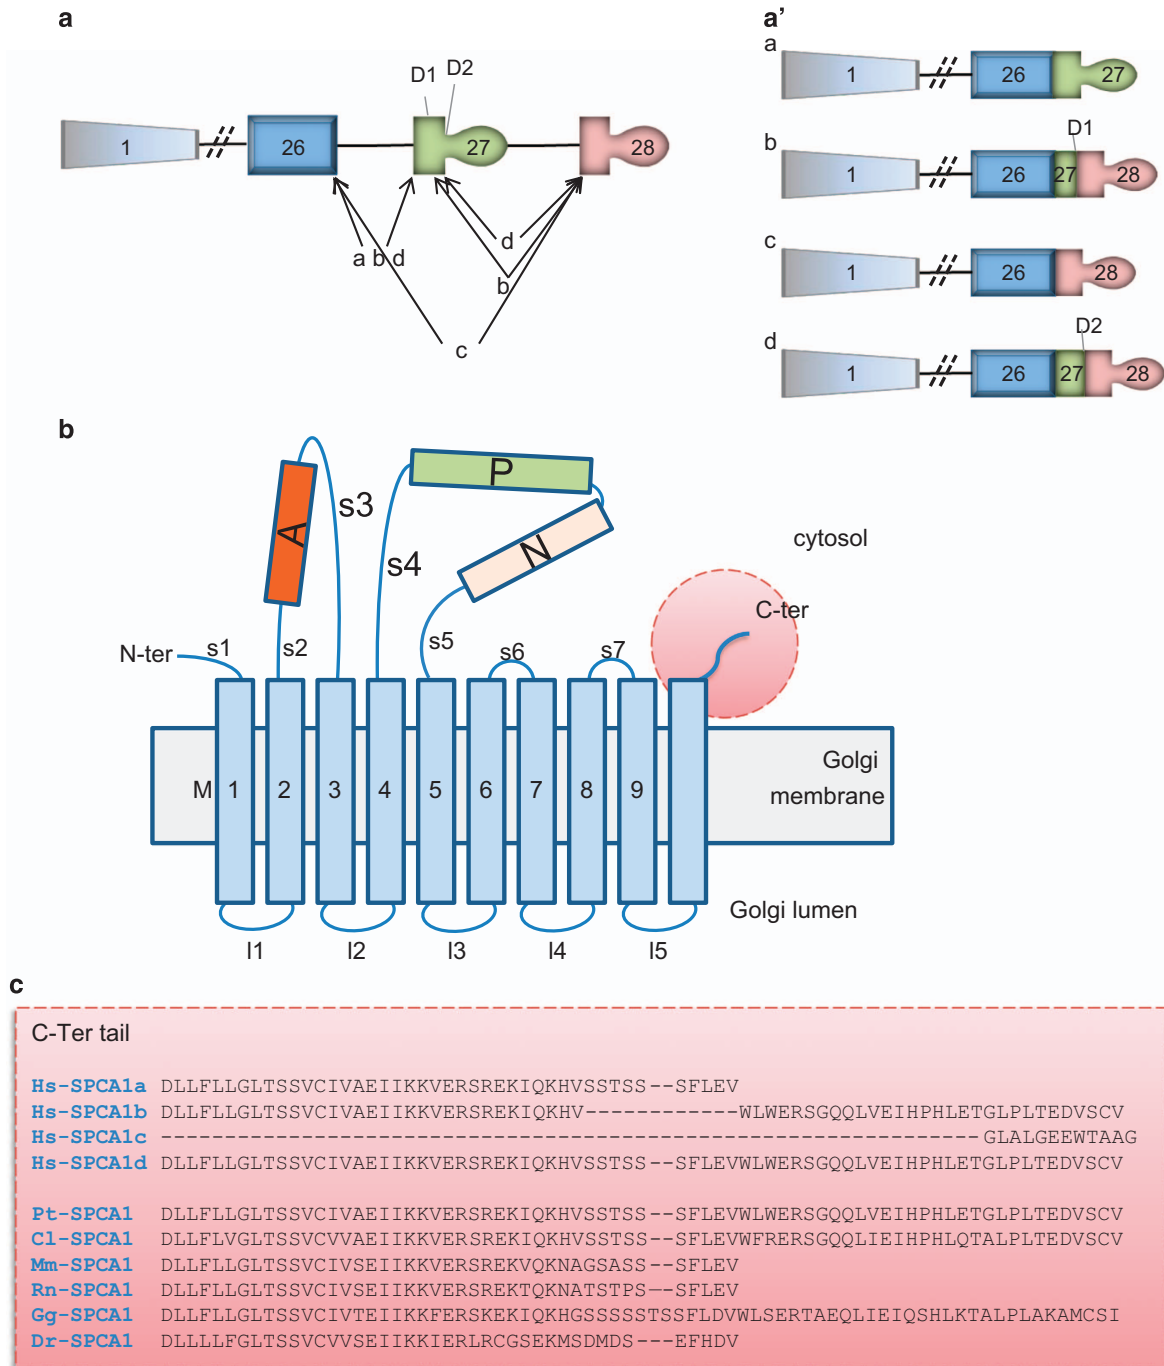 a
D1
D2
1
26
27
28
a b d
d
b
c
a'
a
1
26
27
b
D1
1
26
27
28
c
1
26
28
d
D2
1
26
27
28
b
A
s3
P
s4
N
cytosol
C-ter
N-ter
s1
s2
s5
s6
s7
M
1
2
3
4
5
6
7
8
9
Golgi
membrane
Golgi lumen
l1
l2
l3
l4
l5
c
C-Ter tail
Hs-SPCA1a DLLFLLGLTSSVCIVAEIIKKVERSREKIQKHVSSTSS--SFLEV
Hs-SPCA1b DLLFLLGLTSSVCIVAEIIKKVERSREKIQKHV------------WLWERSGQQLVEIHPHLETGLPLTEDVSCV
Hs-SPCA1c ----------------------------------------------------------------GLALGEEWTAAG
Hs-SPCA1d DLLFLLGLTSSVCIVAEIIKKVERSREKIQKHVSSTSS--SFLEVWLWERSGQQLVEIHPHLETGLPLTEDVSCV
Pt-SPCA1 DLLFLLGLTSSVCIVAEIIKKVERSREKIQKHVSSTSS--SFLEVWLWERSGQQLVEIHPHLETGLPLTEDVSCV
Cl-SPCA1 DLLFLVGLTSSVCVVAEIIKKVERSREKIQKHVSSTSS--SFLEVWFRERSGQQLIEIHPHLQTALPLTEDVSCV
Mm-SPCA1 DLLFLLGLTSSVCIVSEIIKKVERSREKVQKNAGSASS--SFLEV
Rn-SPCA1 DLLFLLGLTSSVCIVSEIIKKVERSREKTQKNATSTPS--SFLEV
Gg-SPCA1 DLLFLLGLTSSVCIVTEIIKKFERSKEKIQKHGSSSSSTSSFLDVWLSERTAEQLIEIQSHLKTALPLAKAMCSI
Dr-SPCA1 DLLLLFGLTSSVCVVSEIIKKIERLRCGSEKMSDMDS---EFHDV